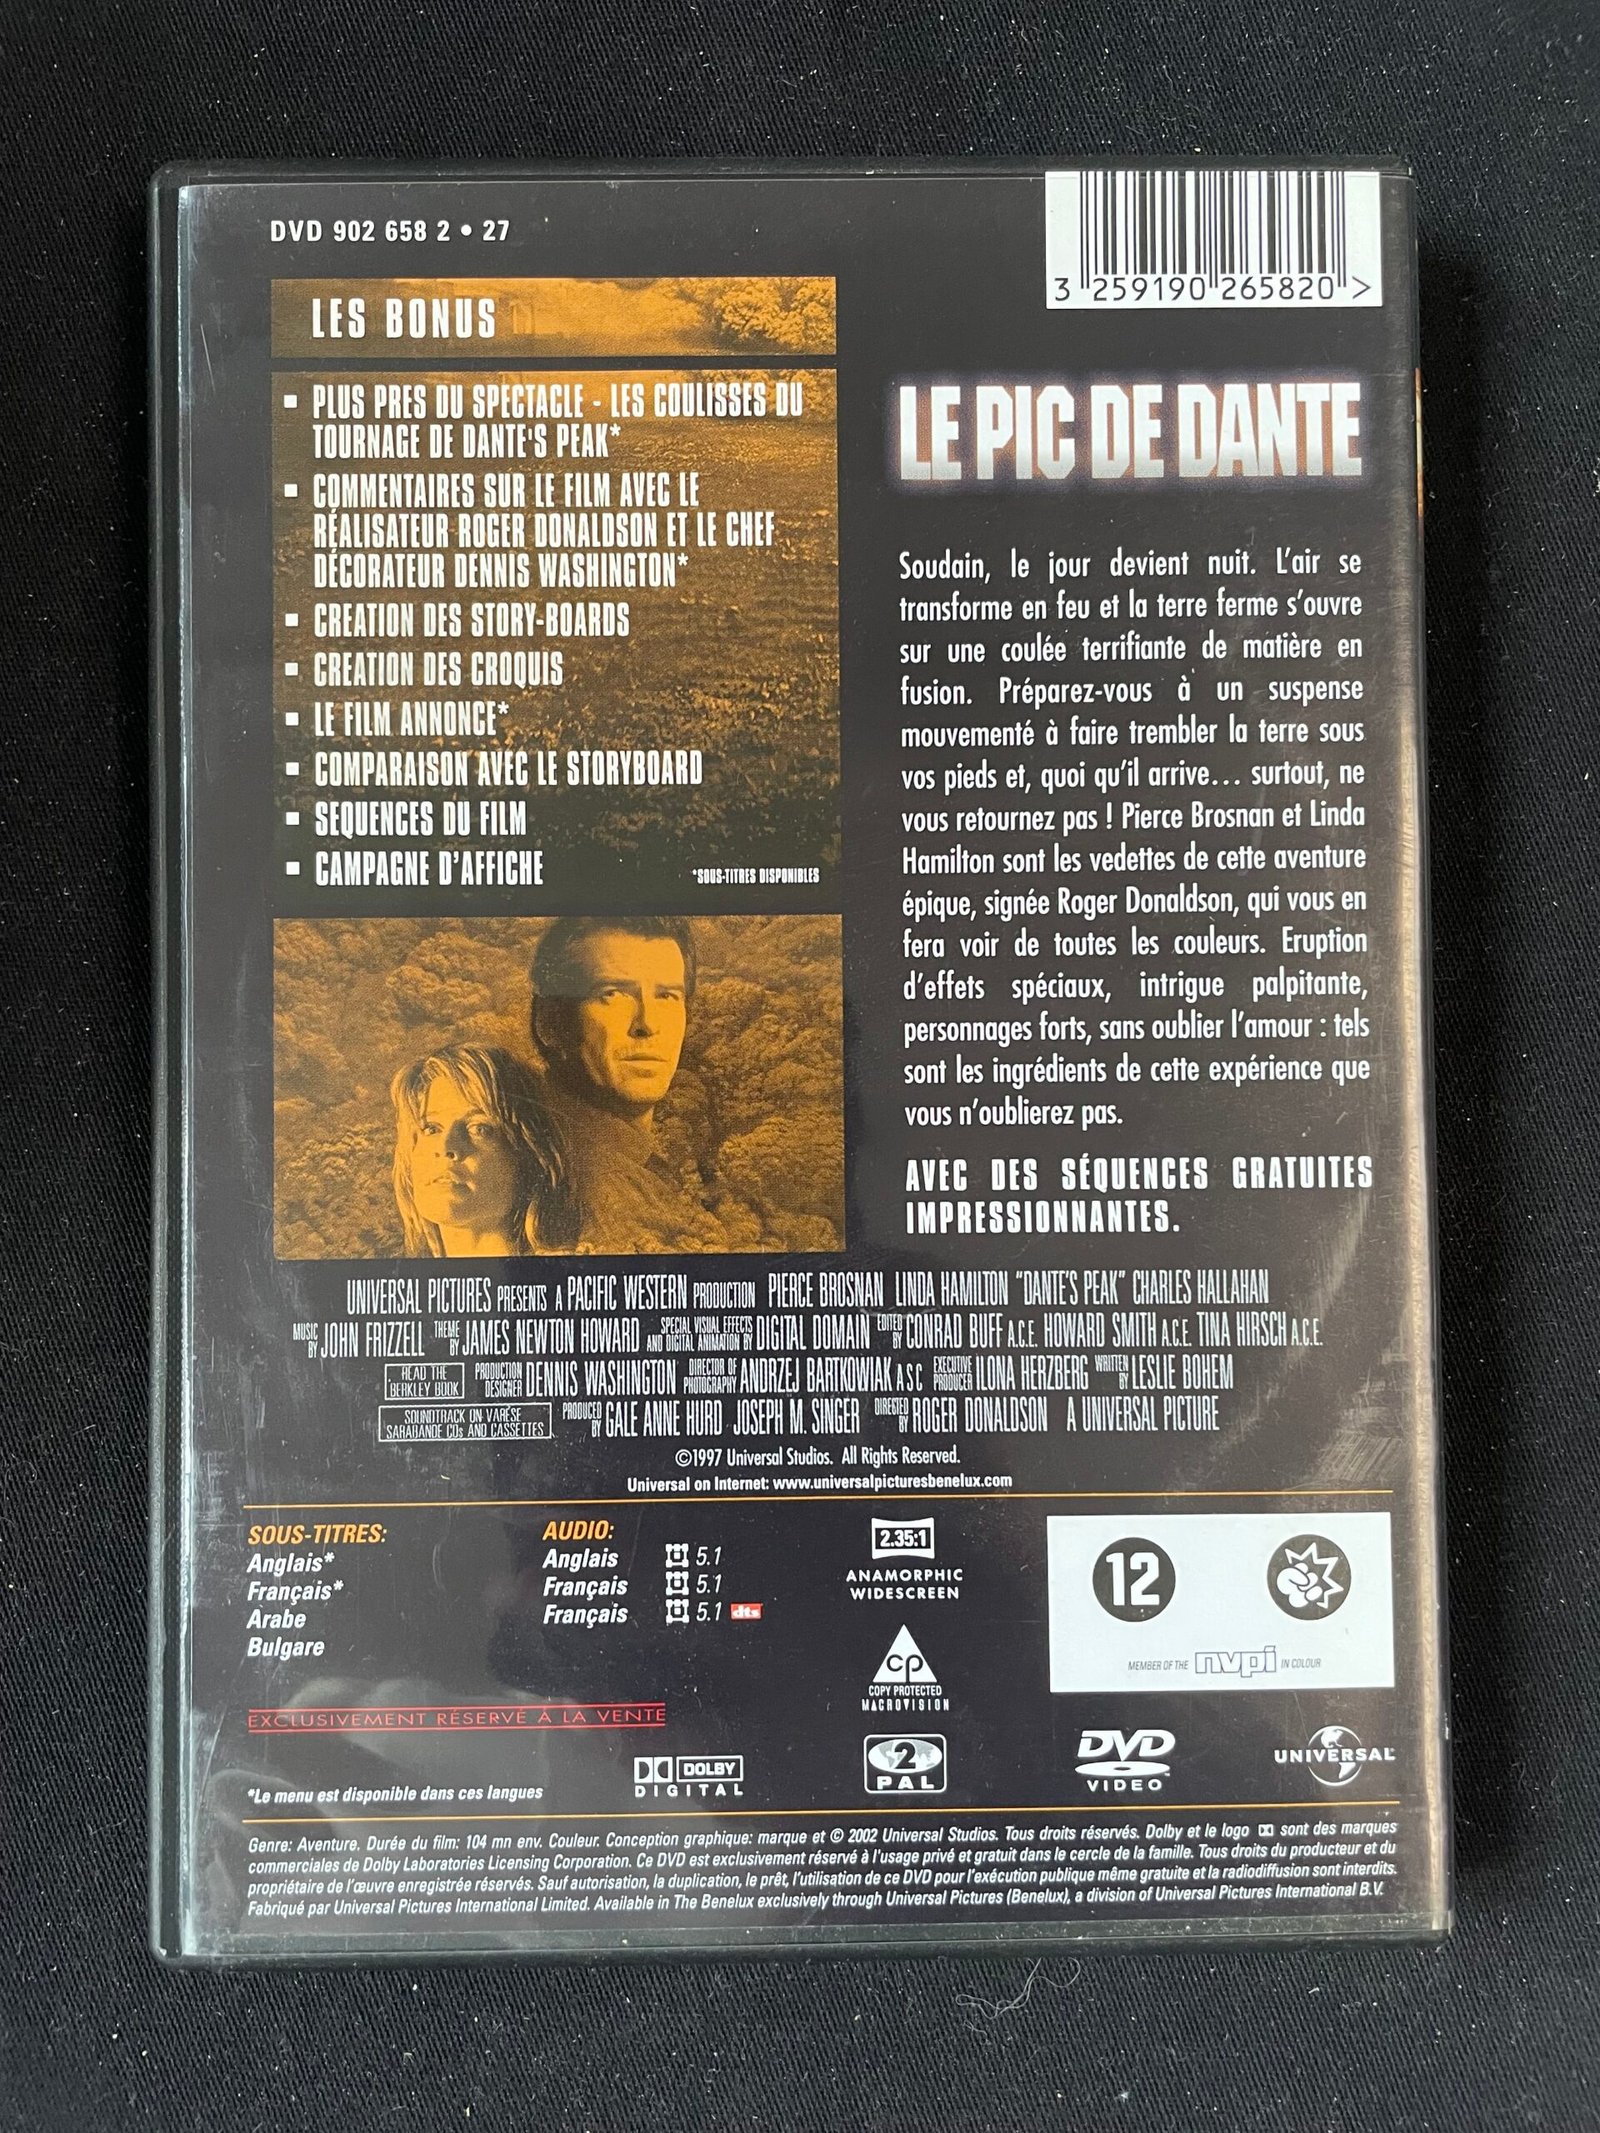 DVD 902 658 2 • 27
3 259190 265820 >
LES BONUS
PLUS PRES DU SPECTACLE - LES COULISSES DU
TOURNAGE DE DANTE'S PEAK*
COMMENTAIRES SUR LE FILM AVEC LE
RÉALISATEUR ROGER DONALDSON ET LE CHEF
DÉCORATEUR DENNIS WASHINGTON*
CREATION DES STORY-BOARDS
CREATION DES CROQUIS
LE FILM ANNONCE*
COMPARAISON AVEC LE STORYBOARD
SEQUENCES DU FILM
CAMPAGNE D'AFFICHE
*SOUS-TITRES DISPONIBLES
LE PIC DE DANTE
Soudain, le jour devient nuit. L'air se
transforme en feu et la terre ferme s'ouvre
sur une coulée terrifiante de matière en
fusion. Préparez-vous à un suspense
mouvementé à faire trembler la terre sous
vos pieds et, quoi qu'il arrive... surtout, ne
vous retournez pas ! Pierce Brosnan et Linda
Hamilton sont les vedettes de cette aventure
épique, signée Roger Donaldson, qui vous en
fera voir de toutes les couleurs. Eruption
d'effets spéciaux, intrigue palpitante,
personnages forts, sans oublier l'amour : tels
sont les ingrédients de cette expérience que
vous n'oublierez pas.
AVEC DES SÉQUENCES GRATUITES
IMPRESSIONNANTES.
UNIVERSAL PICTURES PRESENTS A PACIFIC WESTERN PRODUCTION PIERCE BROSNAN LINDA HAMILTON "DANTE'S PEAK" CHARLES HALLAHAN
MUSIC BY JOHN FRIZZELL THEME BY JAMES NEWTON HOWARD SPECIAL VISUAL EFFECTS AND DIGITAL ANIMATION BY DIGITAL DOMAIN EDITED BY CONRAD BUFF A.C.E. HOWARD SMITH A.C.E. TINA HIRSCH A.C.E.
READ THE BERKLEY BOOK PRODUCTION DESIGNER DENNIS WASHINGTON DIRECTOR OF PHOTOGRAPHY ANDRZEJ BARTKOWIAK A S C EXECUTIVE PRODUCER ILONA HERZBERG WRITTEN BY LESLIE BOHEM
SOUNDTRACK ON VARÈSE SARABANDE CDs AND CASSETTES PRODUCED BY GALE ANNE HURD JOSEPH M. SINGER DIRECTED BY ROGER DONALDSON A UNIVERSAL PICTURE
©1997 Universal Studios. All Rights Reserved.
Universal on Internet: www.universalpicturesbenelux.com
SOUS-TITRES:
Anglais*
Français*
Arabe
Bulgare
AUDIO:
Anglais 5.1
Français 5.1
Français 5.1 dts
2.35:1
ANAMORPHIC
WIDESCREEN
cp
COPY PROTECTED
MACROVISION
12
MEMBER OF THE nvpi IN COLOUR
EXCLUSIVEMENT RÉSERVÉ À LA VENTE
*Le menu est disponible dans ces langues
DOLBY
DIGITAL
2
PAL
DVD
VIDEO
UNIVERSAL
Genre: Aventure. Durée du film: 104 mn env. Couleur. Conception graphique: marque et © 2002 Universal Studios. Tous droits réservés. Dolby et le logo sont des marques
commerciales de Dolby Laboratories Licensing Corporation. Ce DVD est exclusivement réservé à l'usage privé et gratuit dans le cercle de la famille. Tous droits du producteur et du
propriétaire de l'œuvre enregistrée réservés. Sauf autorisation, la duplication, le prêt, l'utilisation de ce DVD pour l'exécution publique même gratuite et la radiodiffusion sont interdits.
Fabriqué par Universal Pictures International Limited. Available in The Benelux exclusively through Universal Pictures (Benelux), a division of Universal Pictures International B.V.